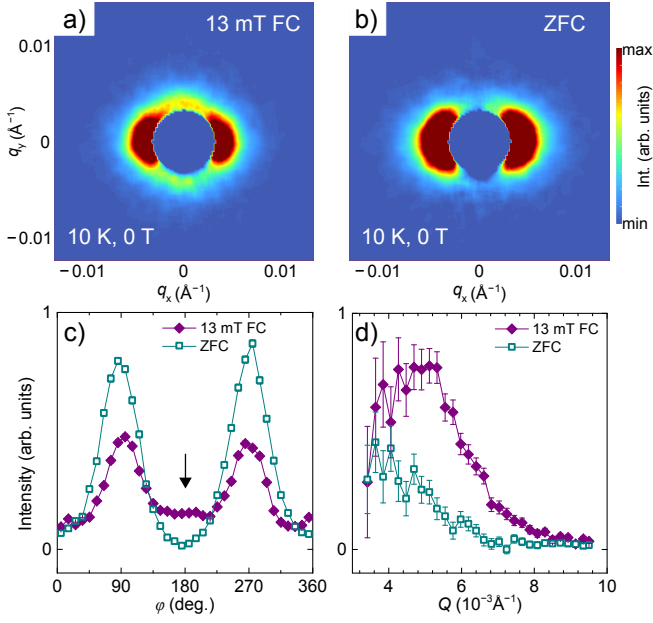 a)
13 mT FC
b)
ZFC
max
0.01
0
−0.01
q_y (Å⁻¹)
10 K, 0 T
10 K, 0 T
Int. (arb. units)
min
−0.01
0
0.01
−0.01
0
0.01
q_x (Å⁻¹)
q_x (Å⁻¹)
c)
13 mT FC
ZFC
d)
13 mT FC
ZFC
1
0
Intensity (arb. units)
1
0
0
90
180
270
360
4
6
8
10
φ (deg.)
Q (10⁻³Å⁻¹)